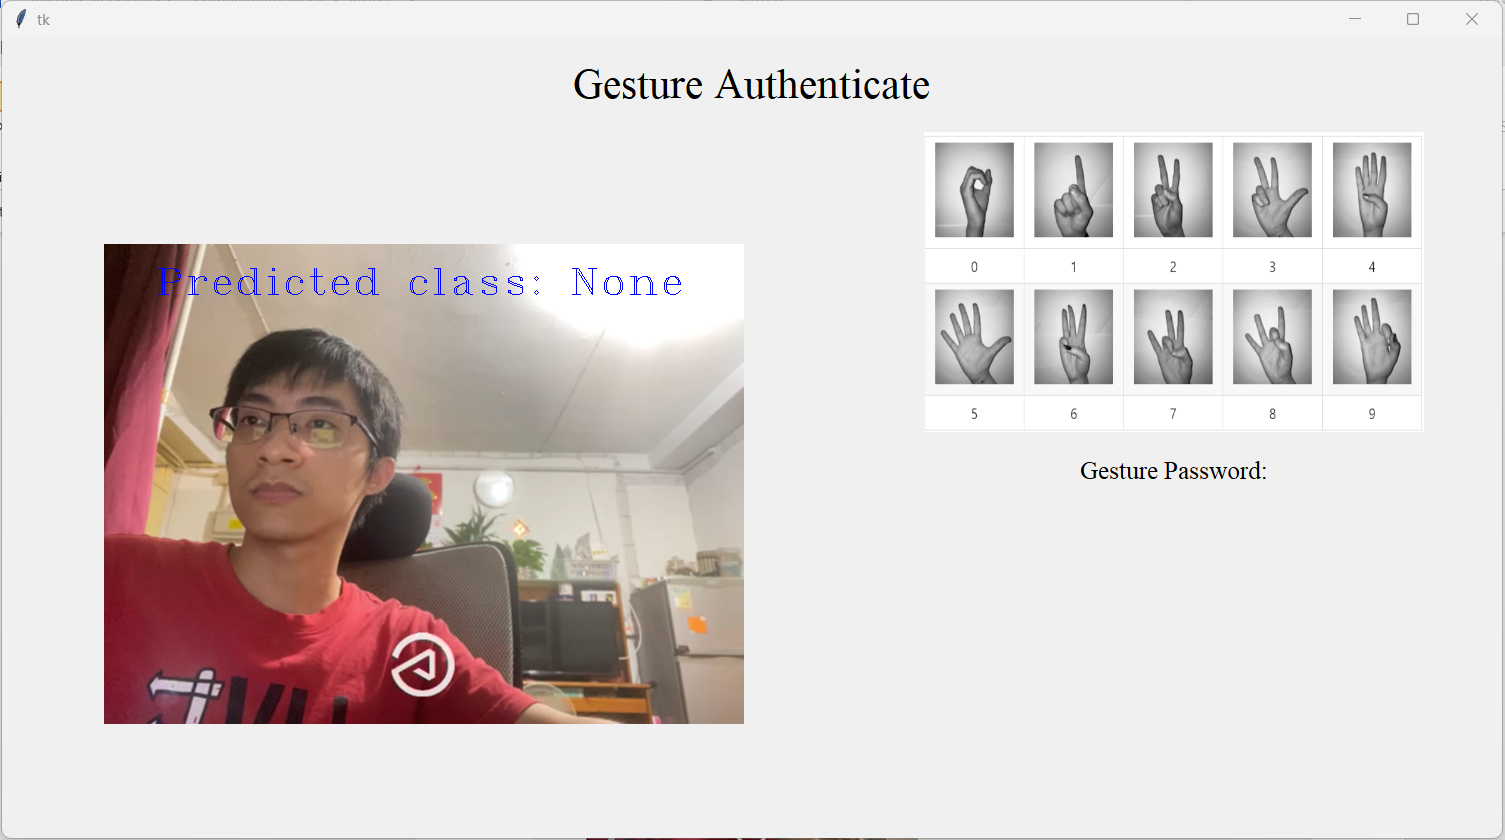 tk
Gesture Authenticate
Predicted class: None
0 1 2 3 4
5 6 7 8 9
Gesture Password: